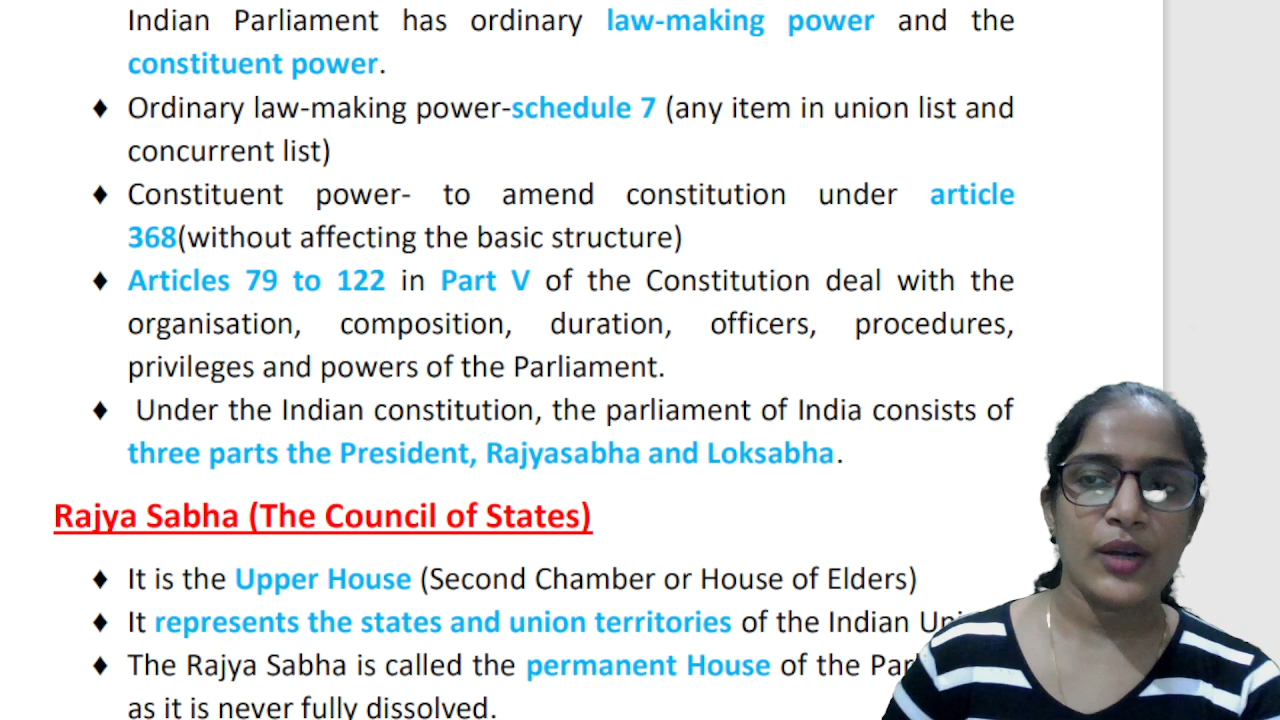 Indian Parliament has ordinary law-making power and the
constituent power.
♦ Ordinary law-making power-schedule 7 (any item in union list and
concurrent list)
♦ Constituent power- to amend constitution under article
368(without affecting the basic structure)
♦ Articles 79 to 122 in Part V of the Constitution deal with the
organisation, composition, duration, officers, procedures,
privileges and powers of the Parliament.
♦ Under the Indian constitution, the parliament of India consists of
three parts the President, Rajyasabha and Loksabha.
Rajya Sabha (The Council of States)
♦ It is the Upper House (Second Chamber or House of Elders)
♦ It represents the states and union territories of the Indian
♦ The Rajya Sabha is called the permanent House of the
as it is never fully dissolved.